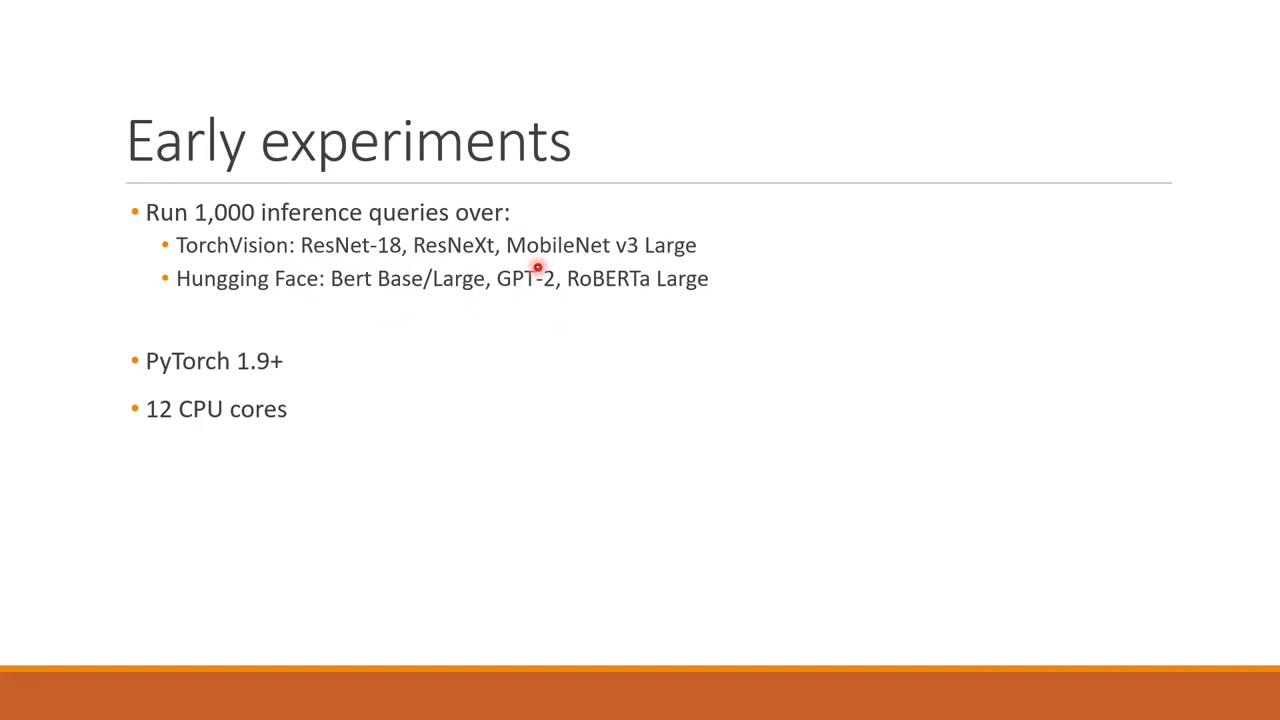 Early experiments
• Run 1,000 inference queries over:
• TorchVision: ResNet-18, ResNeXt, MobileNet v3 Large
• Hungging Face: Bert Base/Large, GPT-2, RoBERTa Large
• PyTorch 1.9+
• 12 CPU cores